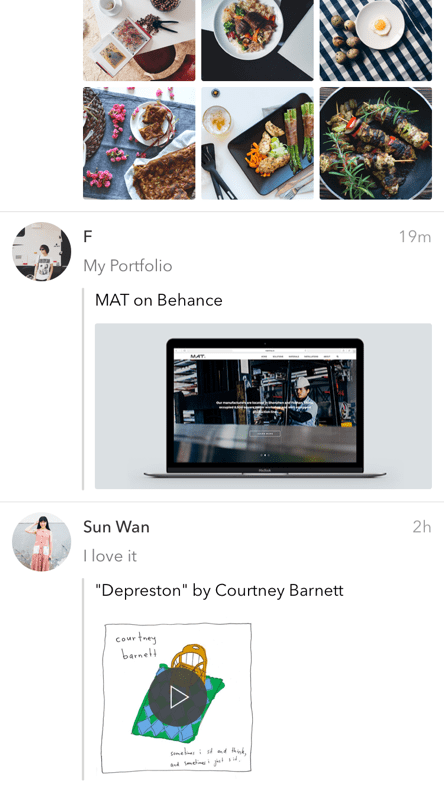 F
19m
My Portfolio
MAT on Behance
MAT.
MacBook
Sun Wan
2h
I love it
"Depreston" by Courtney Barnett
courtney
barnett
sometimes i sit and think,
and sometimes i just sit.